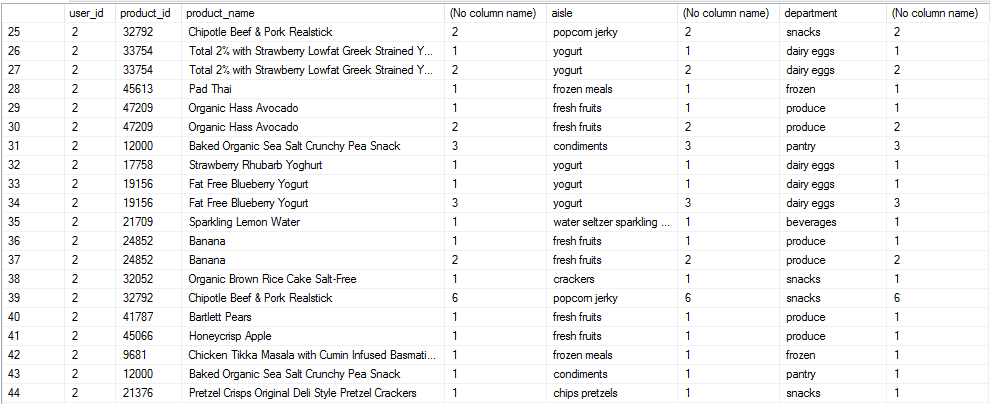 user_id product_id product_name (No column name) aisle (No column name) department (No column name)
25 2 32792 Chipotle Beef & Pork Realstick 2 popcorn jerky 2 snacks 2
26 2 33754 Total 2% with Strawberry Lowfat Greek Strained Y... 1 yogurt 1 dairy eggs 1
27 2 33754 Total 2% with Strawberry Lowfat Greek Strained Y... 2 yogurt 2 dairy eggs 2
28 2 45613 Pad Thai 1 frozen meals 1 frozen 1
29 2 47209 Organic Hass Avocado 1 fresh fruits 1 produce 1
30 2 47209 Organic Hass Avocado 2 fresh fruits 2 produce 2
31 2 12000 Baked Organic Sea Salt Crunchy Pea Snack 3 condiments 3 pantry 3
32 2 17758 Strawberry Rhubarb Yoghurt 1 yogurt 1 dairy eggs 1
33 2 19156 Fat Free Blueberry Yogurt 1 yogurt 1 dairy eggs 1
34 2 19156 Fat Free Blueberry Yogurt 3 yogurt 3 dairy eggs 3
35 2 21709 Sparkling Lemon Water 1 water seltzer sparkling ... 1 beverages 1
36 2 24852 Banana 1 fresh fruits 1 produce 1
37 2 24852 Banana 2 fresh fruits 2 produce 2
38 2 32052 Organic Brown Rice Cake Salt-Free 1 crackers 1 snacks 1
39 2 32792 Chipotle Beef & Pork Realstick 6 popcorn jerky 6 snacks 6
40 2 41787 Bartlett Pears 1 fresh fruits 1 produce 1
41 2 45066 Honeycrisp Apple 1 fresh fruits 1 produce 1
42 2 9681 Chicken Tikka Masala with Cumin Infused Basmati... 1 frozen meals 1 frozen 1
43 2 12000 Baked Organic Sea Salt Crunchy Pea Snack 1 condiments 1 pantry 1
44 2 21376 Pretzel Crisps Original Deli Style Pretzel Crackers 1 chips pretzels 1 snacks 1